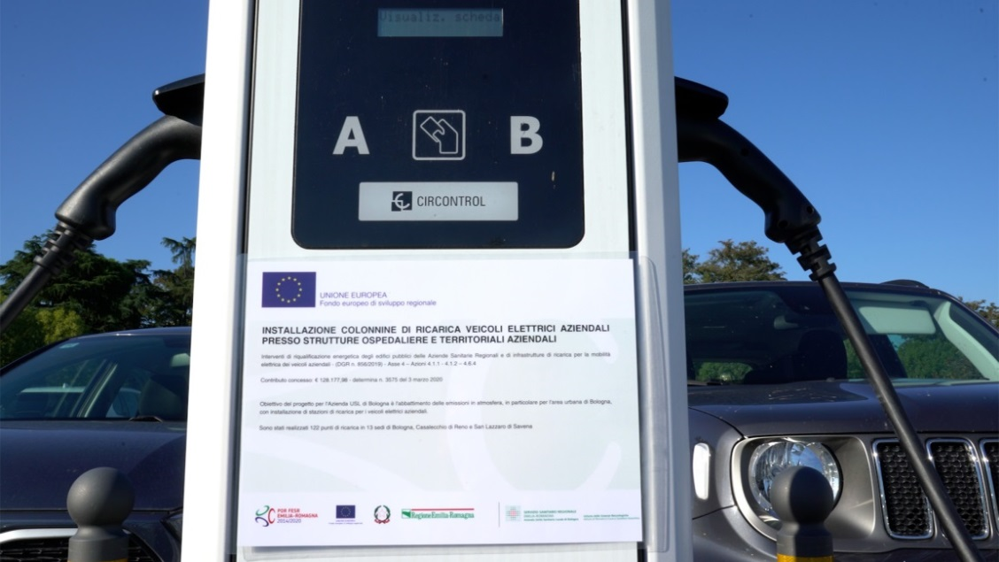 Visualiz. scheda
A B
CIRCONTROL
UNIONE EUROPEA
Fondo europeo di sviluppo regionale
INSTALLAZIONE COLONNINE DI RICARICA VEICOLI ELETTRICI AZIENDALI
PRESSO STRUTTURE OSPEDALIERE E TERRITORIALI AZIENDALI
Interventi di riqualificazione energetica degli edifici pubblici delle Aziende Sanitarie Regionali e di infrastrutture di ricarica per la mobilità
elettrica dei veicoli aziendali - (DGR n. 856/2019) - Asse 4 – Azioni 4.1.1 - 4.1.2 – 4.6.4
Contributo concesso: € 128.177,98 - determina n. 3575 del 3 marzo 2020
Obiettivo del progetto per l'Azienda USL di Bologna è l'abbattimento delle emissioni in atmosfera, in particolare per l'area urbana di Bologna,
con installazione di stazioni di ricarica per i veicoli elettrici aziendali.
Sono stati realizzati 122 punti di ricarica in 13 sedi di Bologna, Casalecchio di Reno e San Lazzaro di Savena
POR FESR
EMILIA-ROMAGNA
2014/2020
RegioneEmilia-Romagna
SERVIZIO SANITARIO REGIONALE
EMILIA-ROMAGNA